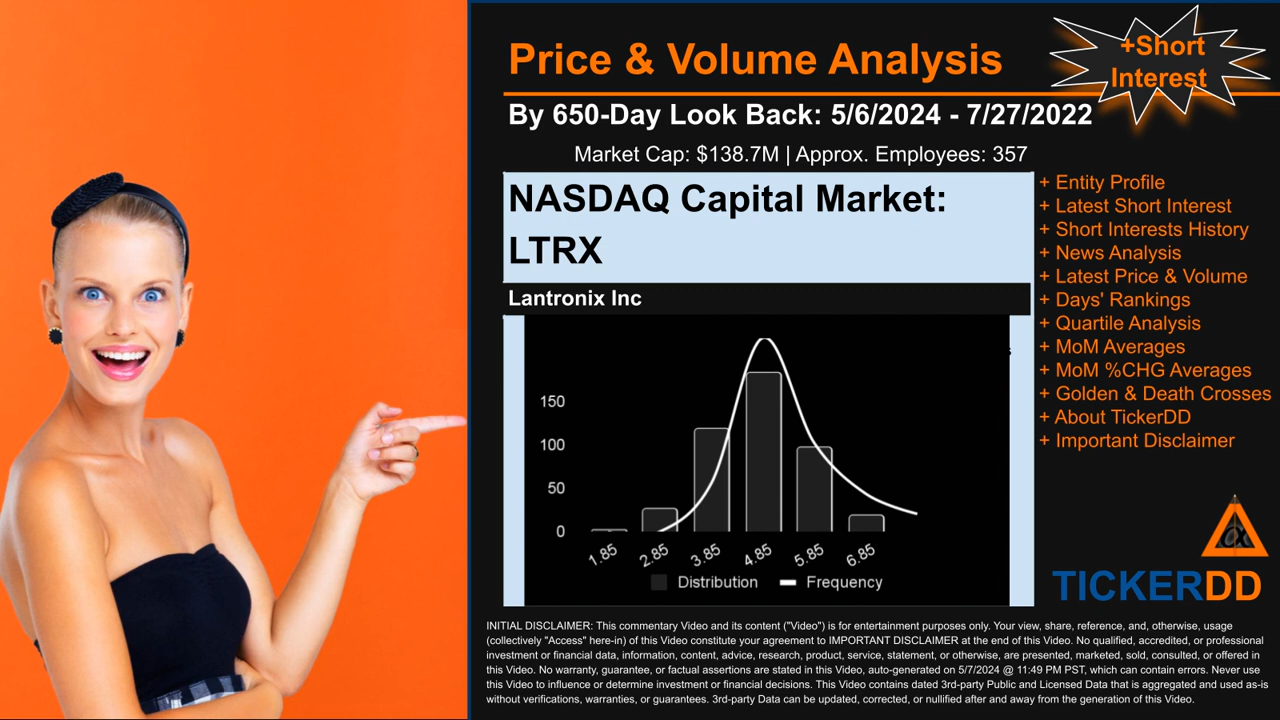 Price & Volume Analysis
+Short
Interest
By 650-Day Look Back: 5/6/2024 - 7/27/2022
Market Cap: $138.7M | Approx. Employees: 357
NASDAQ Capital Market:
LTRX
Lantronix Inc
+ Entity Profile
+ Latest Short Interest
+ Short Interests History
+ News Analysis
+ Latest Price & Volume
+ Days' Rankings
+ Quartile Analysis
+ MoM Averages
+ MoM %CHG Averages
+ Golden & Death Crosses
+ About TickerDD
+ Important Disclaimer
150
100
50
0
1.85 2.85 3.85 4.85 5.85 6.85
Distribution Frequency
TICKERDD
INITIAL DISCLAIMER: This commentary Video and its content ("Video") is for entertainment purposes only. Your view, share, reference, and, otherwise, usage
(collectively "Access" here-in) of this Video constitute your agreement to IMPORTANT DISCLAIMER at the end of this Video. No qualified, accredited, or professional
investment or financial data, information, content, advice, research, product, service, statement, or otherwise, are presented, marketed, sold, consulted, or offered in
this Video. No warranty, guarantee, or factual assertions are stated in this Video, auto-generated on 5/7/2024 @ 11:49 PM PST, which can contain errors. Never use
this Video to influence or determine investment or financial decisions. This Video contains dated 3rd-party Public and Licensed Data that is aggregated and used as-is
without verifications, warranties, or guarantees. 3rd-party Data can be updated, corrected, or nullified after and away from the generation of this Video.